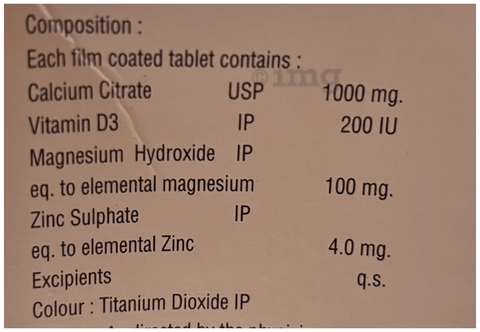 Composition :
Each film coated tablet contains :
Calcium Citrate USP 1000 mg.
Vitamin D3 IP 200 IU
Magnesium Hydroxide IP
eq. to elemental magnesium 100 mg.
Zinc Sulphate IP
eq. to elemental Zinc 4.0 mg.
Excipients q.s.
Colour : Titanium Dioxide IP